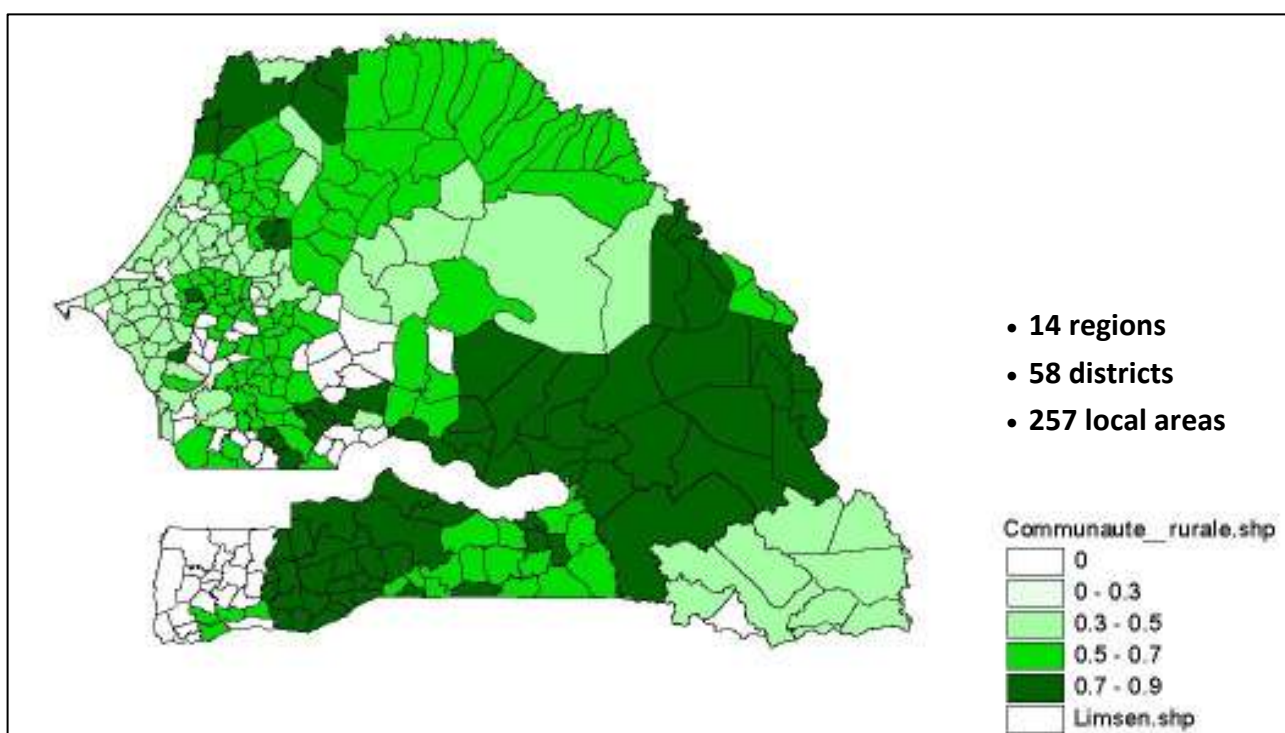 • 14 regions
• 58 districts
• 257 local areas
Communaute__rurale.shp
0
0 - 0.3
0.3 - 0.5
0.5 - 0.7
0.7 - 0.9
Limsen.shp